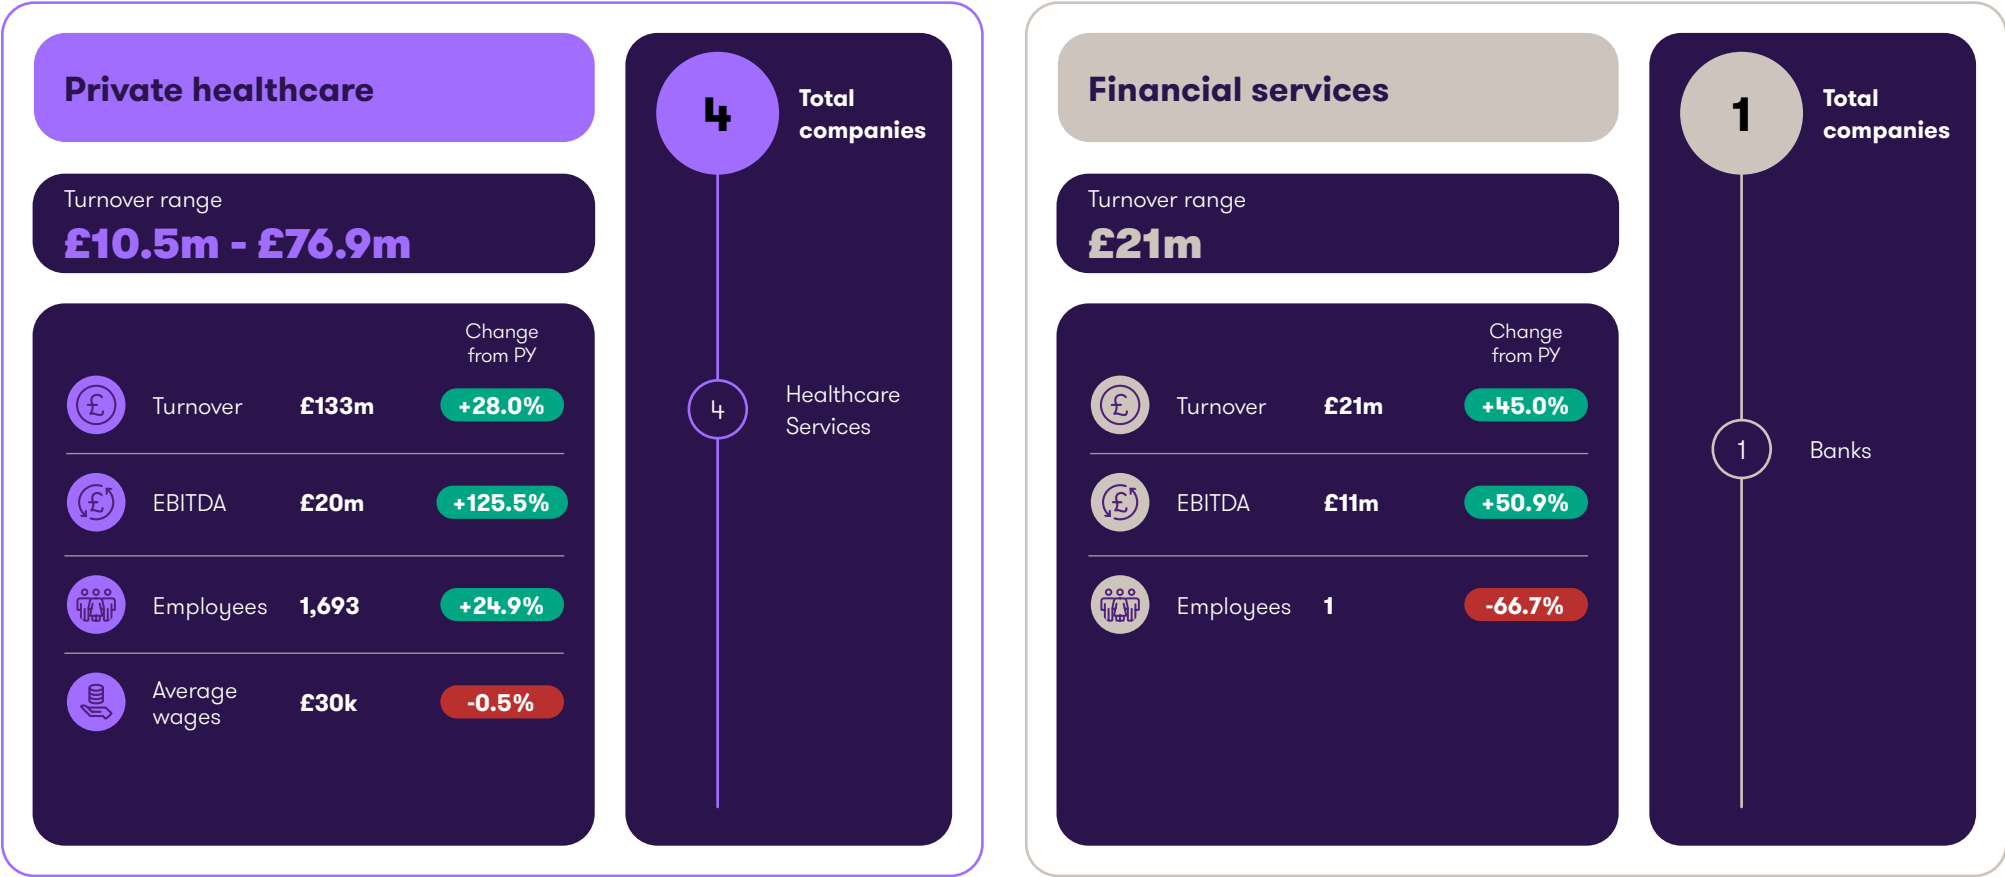 Private healthcare
Turnover range
£10.5m - £76.9m
Change
from PY
£ Turnover £133m +28.0%
£ EBITDA £20m +125.5%
Employees 1,693 +24.9%
Average
wages £30k -0.5%
4 Total
companies
4 Healthcare
Services
Financial services
Turnover range
£21m
Change
from PY
£ Turnover £21m +45.0%
£ EBITDA £11m +50.9%
Employees 1 -66.7%
1 Total
companies
1 Banks